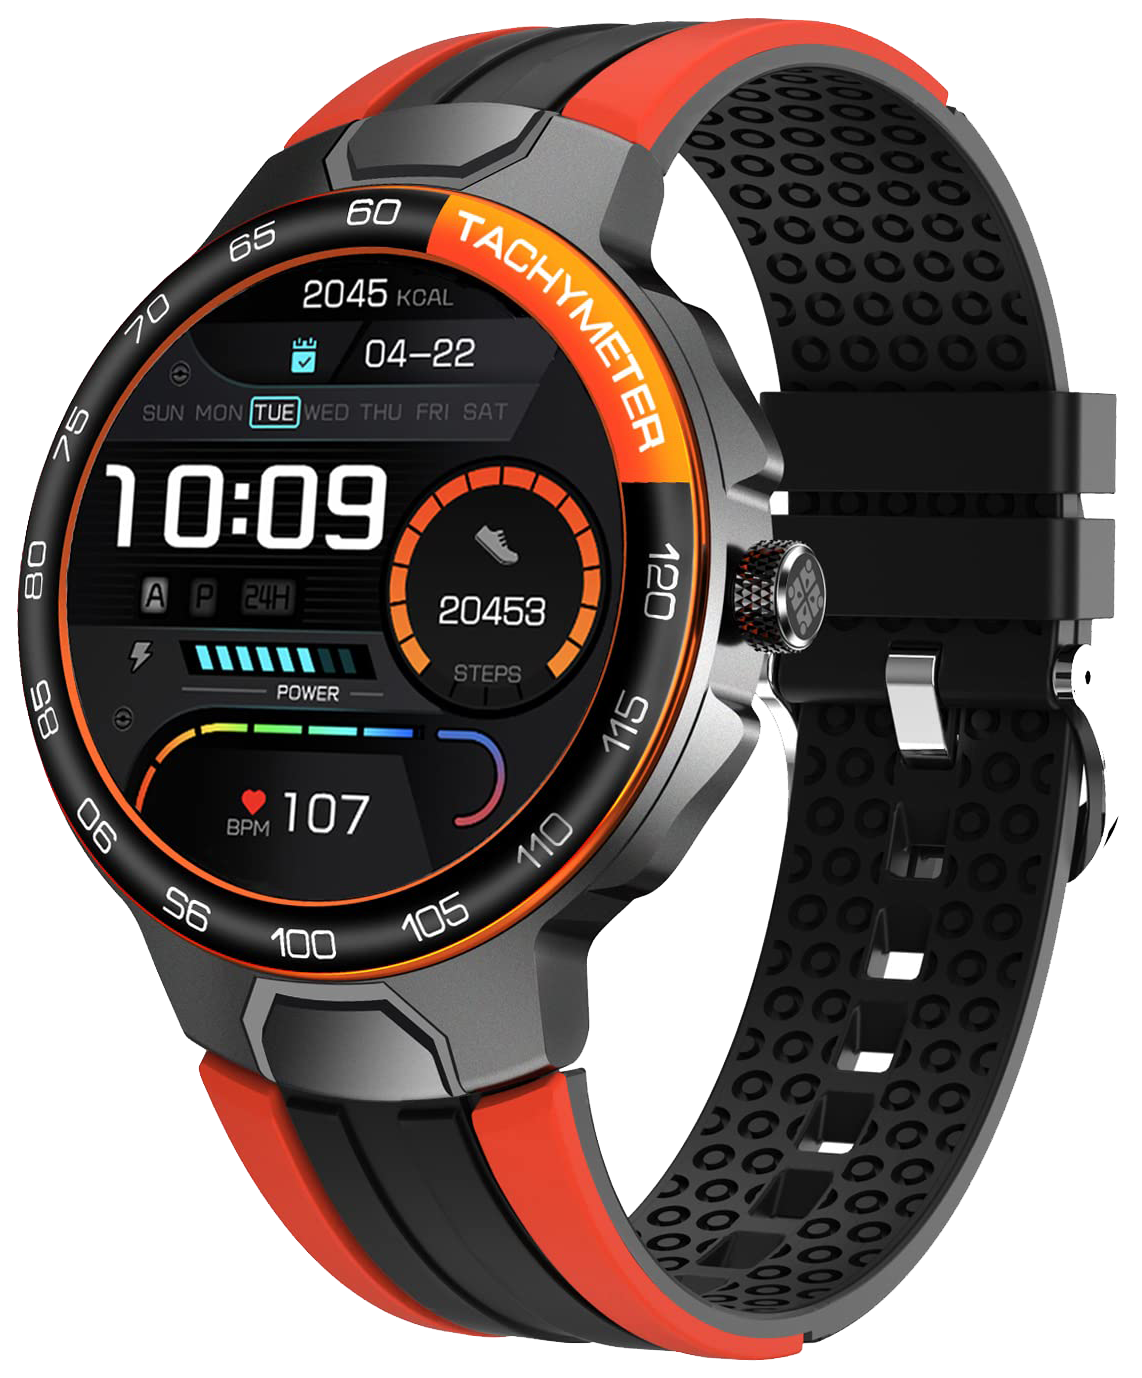 60
TACHYMETER
65
70
75
80
85
90
95
100
105
110
115
120
2045 KCAL
04-22
SUN MON TUE WED THU FRI SAT
10:09
A P 24H
20453
STEPS
POWER
BPM 107